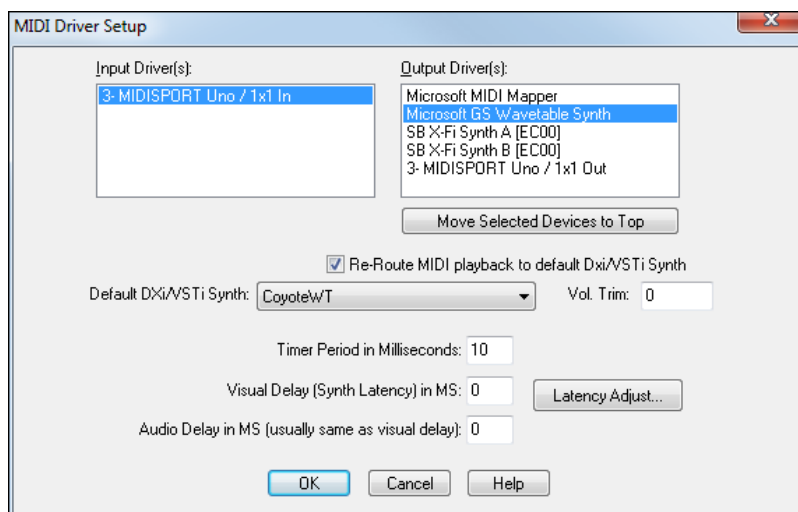 MIDI Driver Setup
Input Driver(s):
3- MIDISPORT Uno / 1x1 In
Output Driver(s):
Microsoft MIDI Mapper
Microsoft GS Wavetable Synth
SB X-Fi Synth A [EC00]
SB X-Fi Synth B [EC00]
3- MIDISPORT Uno / 1x1 Out
Move Selected Devices to Top
Re-Route MIDI playback to default Dxi/VSTi Synth
Default DXi/VSTi Synth: CoyoteWT Vol. Trim: 0
Timer Period in Milliseconds: 10
Visual Delay (Synth Latency) in MS: 0 Latency Adjust...
Audio Delay in MS (usually same as visual delay): 0
OK Cancel Help